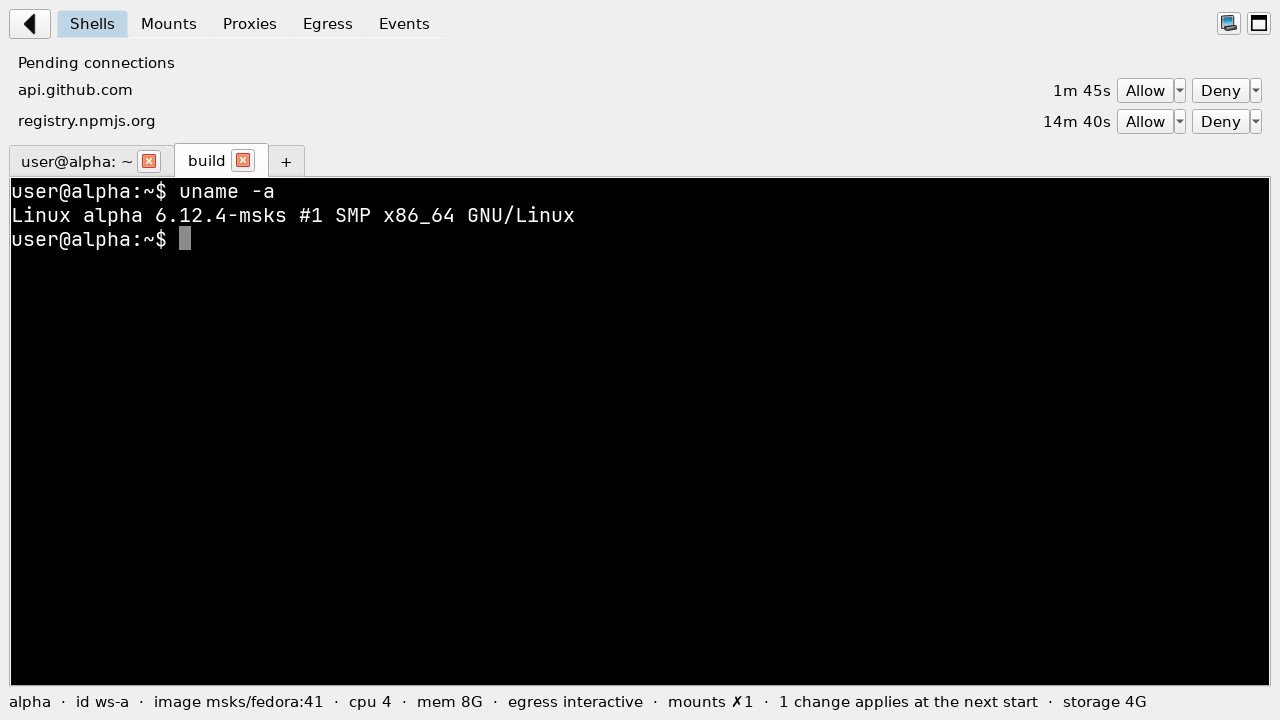 Shells Mounts Proxies Egress Events
Pending connections
api.github.com 1m 45s Allow Deny
registry.npmjs.org 14m 40s Allow Deny
user@alpha: ~ build +
user@alpha:~$ uname -a
Linux alpha 6.12.4-msks #1 SMP x86_64 GNU/Linux
user@alpha:~$
alpha · id ws-a · image msks/fedora:41 · cpu 4 · mem 8G · egress interactive · mounts ✗1 · 1 change applies at the next start · storage 4G